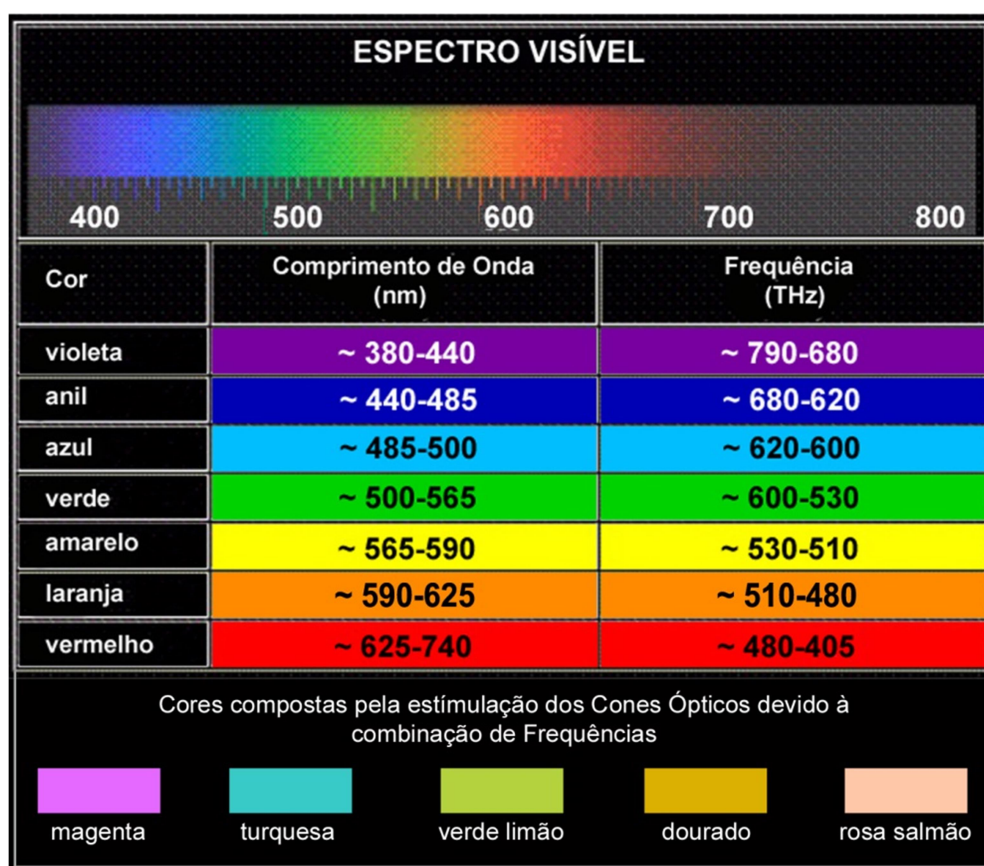 ESPECTRO VISÍVEL
400 500 600 700 800
Cor Comprimento de Onda (nm) Frequência (THz)
violeta ~ 380-440 ~ 790-680
anil ~ 440-485 ~ 680-620
azul ~ 485-500 ~ 620-600
verde ~ 500-565 ~ 600-530
amarelo ~ 565-590 ~ 530-510
laranja ~ 590-625 ~ 510-480
vermelho ~ 625-740 ~ 480-405
Cores compostas pela estímulação dos Cones Ópticos devido à
combinação de Frequências
magenta turquesa verde limão dourado rosa salmão